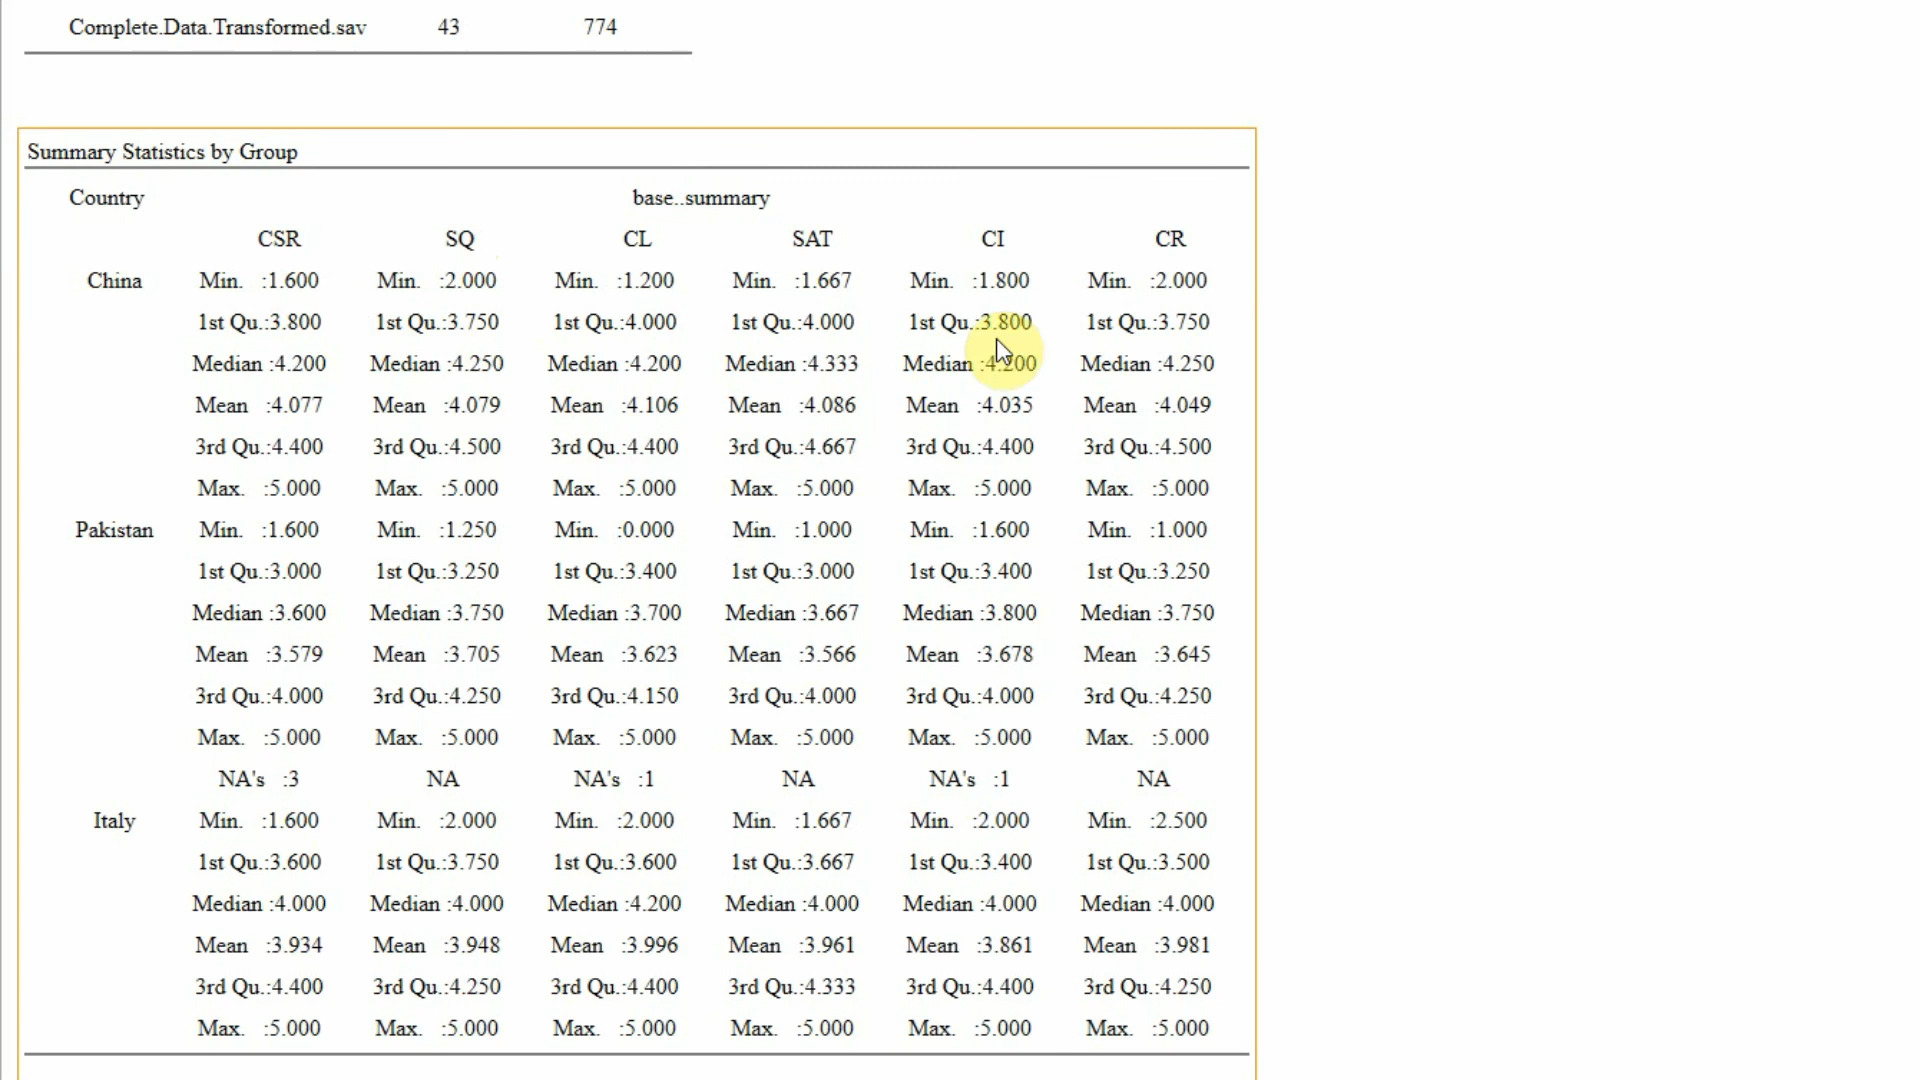 Complete.Data.Transformed.sav 43 774
Summary Statistics by Group
Country base..summary
CSR SQ CL SAT CI CR
China Min. :1.600 Min. :2.000 Min. :1.200 Min. :1.667 Min. :1.800 Min. :2.000
1st Qu.:3.800 1st Qu.:3.750 1st Qu.:4.000 1st Qu.:4.000 1st Qu.:3.800 1st Qu.:3.750
Median :4.200 Median :4.250 Median :4.200 Median :4.333 Median :4.200 Median :4.250
Mean :4.077 Mean :4.079 Mean :4.106 Mean :4.086 Mean :4.035 Mean :4.049
3rd Qu.:4.400 3rd Qu.:4.500 3rd Qu.:4.400 3rd Qu.:4.667 3rd Qu.:4.400 3rd Qu.:4.500
Max. :5.000 Max. :5.000 Max. :5.000 Max. :5.000 Max. :5.000 Max. :5.000
Pakistan Min. :1.600 Min. :1.250 Min. :0.000 Min. :1.000 Min. :1.600 Min. :1.000
1st Qu.:3.000 1st Qu.:3.250 1st Qu.:3.400 1st Qu.:3.000 1st Qu.:3.400 1st Qu.:3.250
Median :3.600 Median :3.750 Median :3.700 Median :3.667 Median :3.800 Median :3.750
Mean :3.579 Mean :3.705 Mean :3.623 Mean :3.566 Mean :3.678 Mean :3.645
3rd Qu.:4.000 3rd Qu.:4.250 3rd Qu.:4.150 3rd Qu.:4.000 3rd Qu.:4.000 3rd Qu.:4.250
Max. :5.000 Max. :5.000 Max. :5.000 Max. :5.000 Max. :5.000 Max. :5.000
NA's :3 NA NA's :1 NA NA's :1 NA
Italy Min. :1.600 Min. :2.000 Min. :2.000 Min. :1.667 Min. :2.000 Min. :2.500
1st Qu.:3.600 1st Qu.:3.750 1st Qu.:3.600 1st Qu.:3.667 1st Qu.:3.400 1st Qu.:3.500
Median :4.000 Median :4.000 Median :4.200 Median :4.000 Median :4.000 Median :4.000
Mean :3.934 Mean :3.948 Mean :3.996 Mean :3.961 Mean :3.861 Mean :3.981
3rd Qu.:4.400 3rd Qu.:4.250 3rd Qu.:4.400 3rd Qu.:4.333 3rd Qu.:4.400 3rd Qu.:4.250
Max. :5.000 Max. :5.000 Max. :5.000 Max. :5.000 Max. :5.000 Max. :5.000